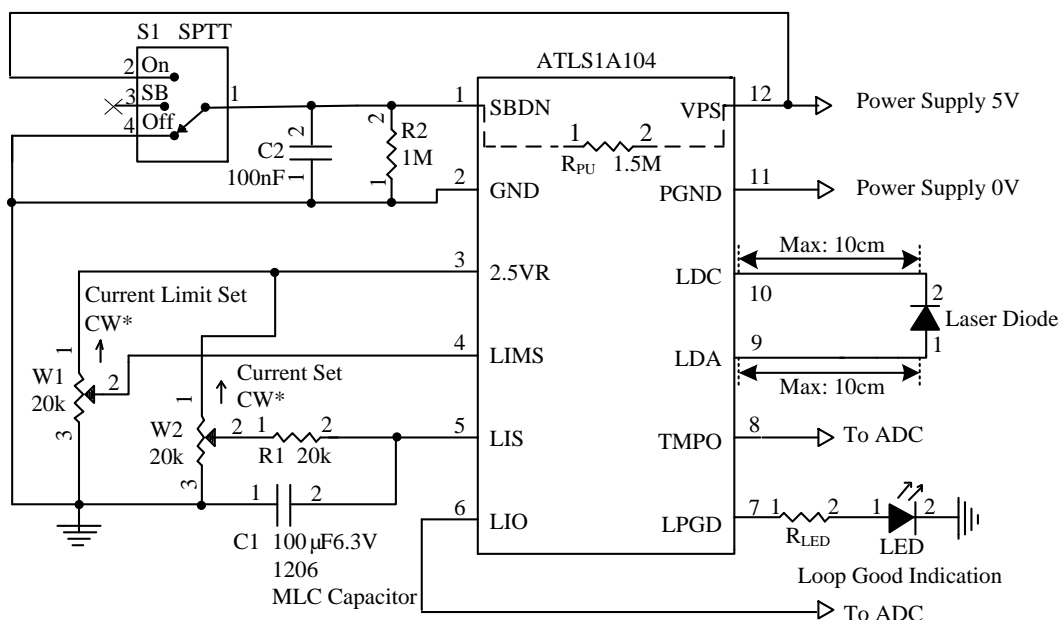 S1 SPTT
ATLS1A104
2 On
3 SB
4 Off
1
1 SBDN
VPS 12
Power Supply 5V
2
C2
100nF
1
2
R2
1M
1
1 2
RPU 1.5M
2 GND
PGND 11
Power Supply 0V
3 2.5VR
LDC
10
Max: 10cm
2
Laser Diode
1
Current Limit Set
CW*
1
W1
20k
2
3
4 LIMS
LDA
9
Max: 10cm
Current Set
CW*
1
W2
20k
2
3
1 2
R1 20k
5 LIS
TMPO 8
To ADC
1 2
C1 100µF6.3V
1206
MLC Capacitor
6 LIO
LPGD 7
1 2
RLED
1 2
LED
Loop Good Indication
To ADC